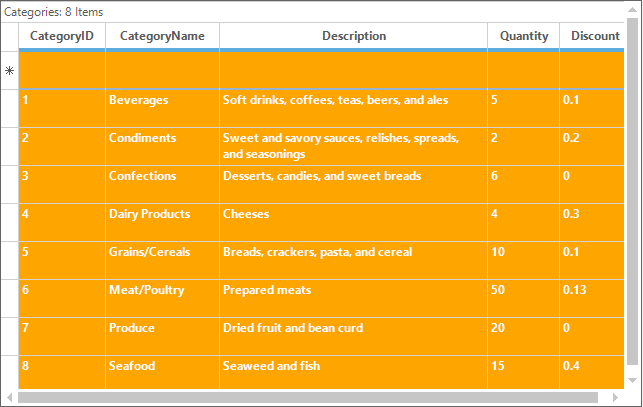 Categories: 8 Items
CategoryID CategoryName Description Quantity Discount
1 Beverages Soft drinks, coffees, teas, beers, and ales 5 0.1
2 Condiments Sweet and savory sauces, relishes, spreads, 2 0.2
and seasonings
3 Confections Desserts, candies, and sweet breads 6 0
4 Dairy Products Cheeses 4 0.3
5 Grains/Cereals Breads, crackers, pasta, and cereal 10 0.1
6 Meat/Poultry Prepared meats 50 0.13
7 Produce Dried fruit and bean curd 20 0
8 Seafood Seaweed and fish 15 0.4